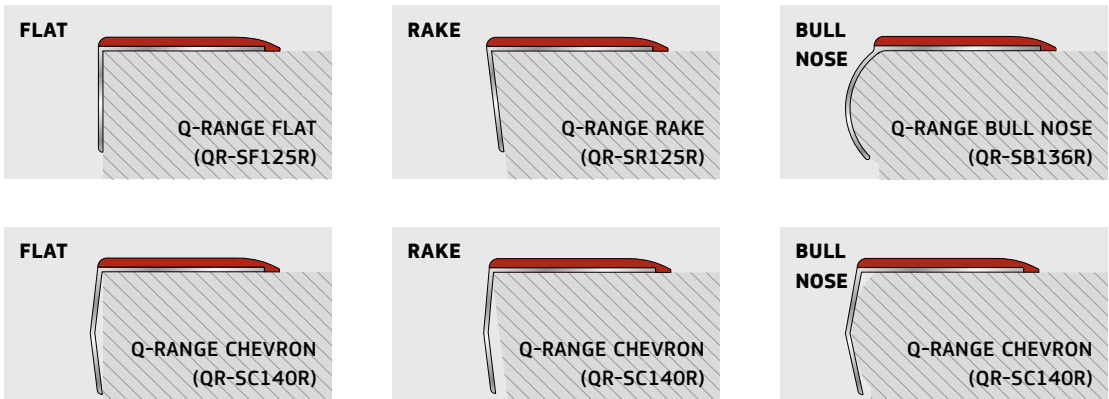 FLAT
Q-RANGE FLAT
(QR-SF125R)
RAKE
Q-RANGE RAKE
(QR-SR125R)
BULL
NOSE
Q-RANGE BULL NOSE
(QR-SB136R)
FLAT
Q-RANGE CHEVRON
(QR-SC140R)
RAKE
Q-RANGE CHEVRON
(QR-SC140R)
BULL
NOSE
Q-RANGE CHEVRON
(QR-SC140R)